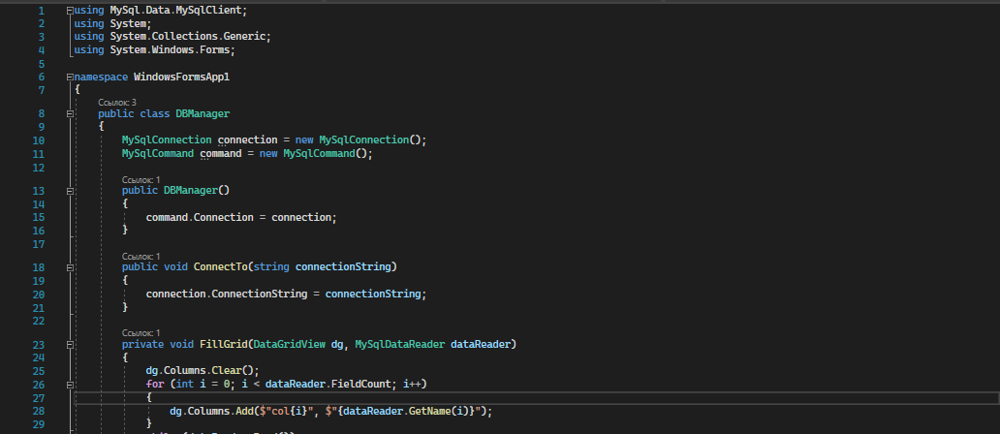 1 using MySql.Data.MySqlClient;
2 using System;
3 using System.Collections.Generic;
4 using System.Windows.Forms;
5
6 namespace WindowsFormsApp1
7 {
Ссылок: 3
8 public class DBManager
9 {
10 MySqlConnection connection = new MySqlConnection();
11 MySqlCommand command = new MySqlCommand();
12
Ссылок: 1
13 public DBManager()
14 {
15 command.Connection = connection;
16 }
17
Ссылок: 1
18 public void ConnectTo(string connectionString)
19 {
20 connection.ConnectionString = connectionString;
21 }
22
Ссылок: 1
23 private void FillGrid(DataGridView dg, MySqlDataReader dataReader)
24 {
25 dg.Columns.Clear();
26 for (int i = 0; i < dataReader.FieldCount; i++)
27 {
28 dg.Columns.Add($"col{i}", $"{dataReader.GetName(i)}");
29 }